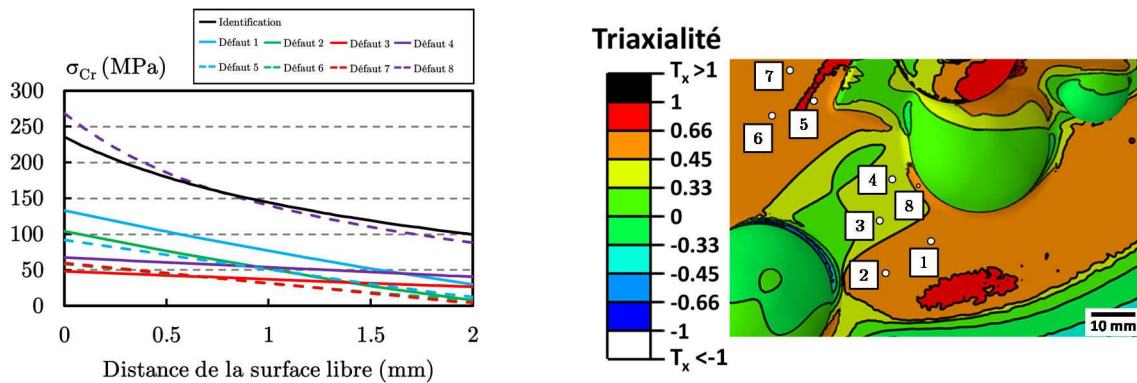 Identification
Défaut 1 Défaut 2 Défaut 3 Défaut 4
Défaut 5 Défaut 6 Défaut 7 Défaut 8
σCr (MPa)
300
250
200
150
100
50
0
0 0.5 1 1.5 2
Distance de la surface libre (mm)
Triaxialité
Tx >1
1
0.66
0.45
0.33
0
-0.33
-0.45
-0.66
-1
Tx <-1
7
5
6
4
8
3
1
2
10 mm